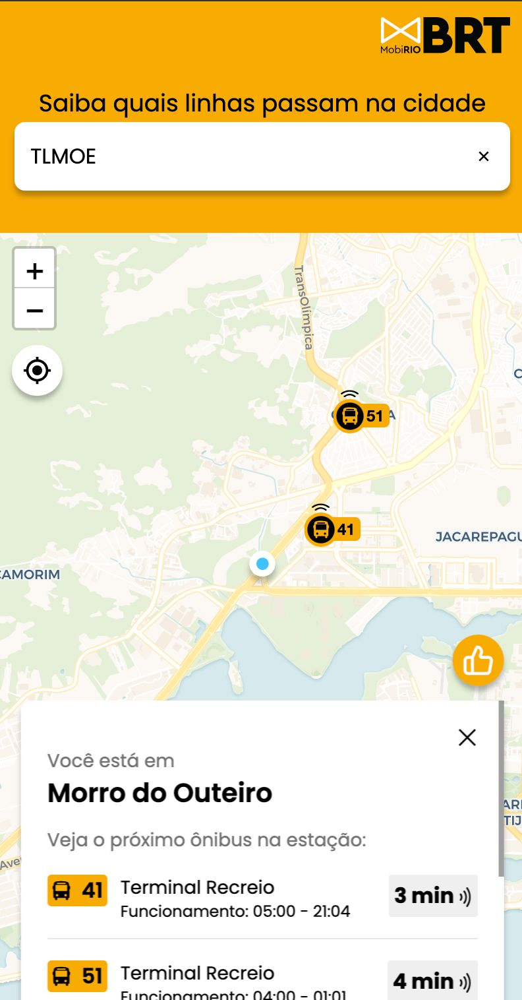 MobiRIO BRT
Saiba quais linhas passam na cidade
TLMOE
×
+
−
TransOlímpica
51
41
JACAREPAGU
CAMORIM
Você está em
Morro do Outeiro
Veja o próximo ônibus na estação:
41 Terminal Recreio 3 min
Funcionamento: 05:00 - 21:04
51 Terminal Recreio 4 min
Funcionamento: 04:00 - 01:01